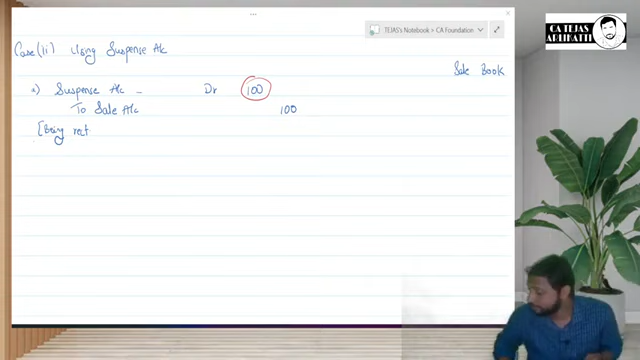 TEJAS's Notebook > CA Foundation
CA TEJAS
Case (ii) Using Suspense A/c
Sale Book
a) Suspense A/c - Dr 100
To Sale A/c 100
[Being rect